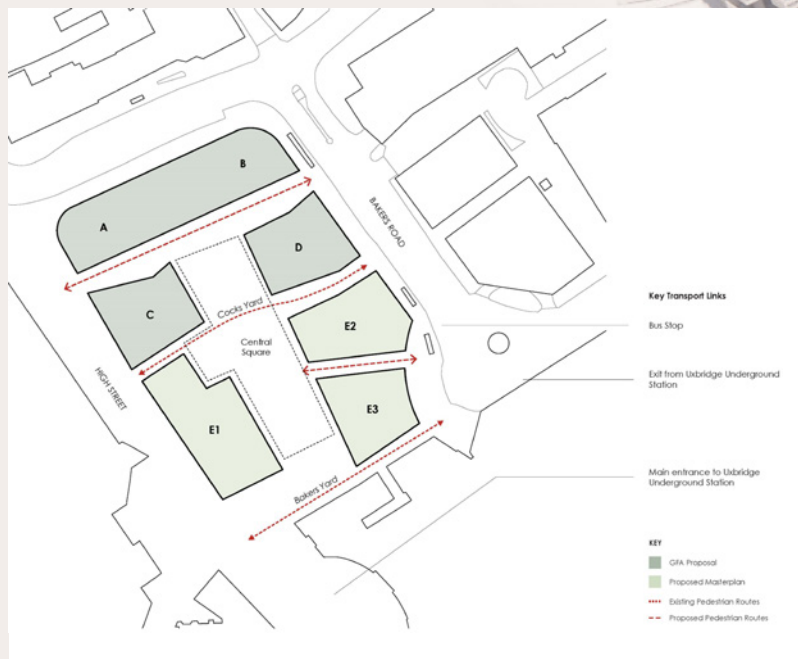 B
A
BAKERS ROAD
D
C
Cocks Yard
E2
Central
Square
HIGH STREET
E1
E3
Bakers Yard
Key Transport Links
Bus Stop
Exit from Uxbridge Underground
Station
Main entrance to Uxbridge
Underground Station
KEY
GFA Proposal
Proposed Masterplan
Existing Pedestrian Routes
Proposed Pedestrian Routes